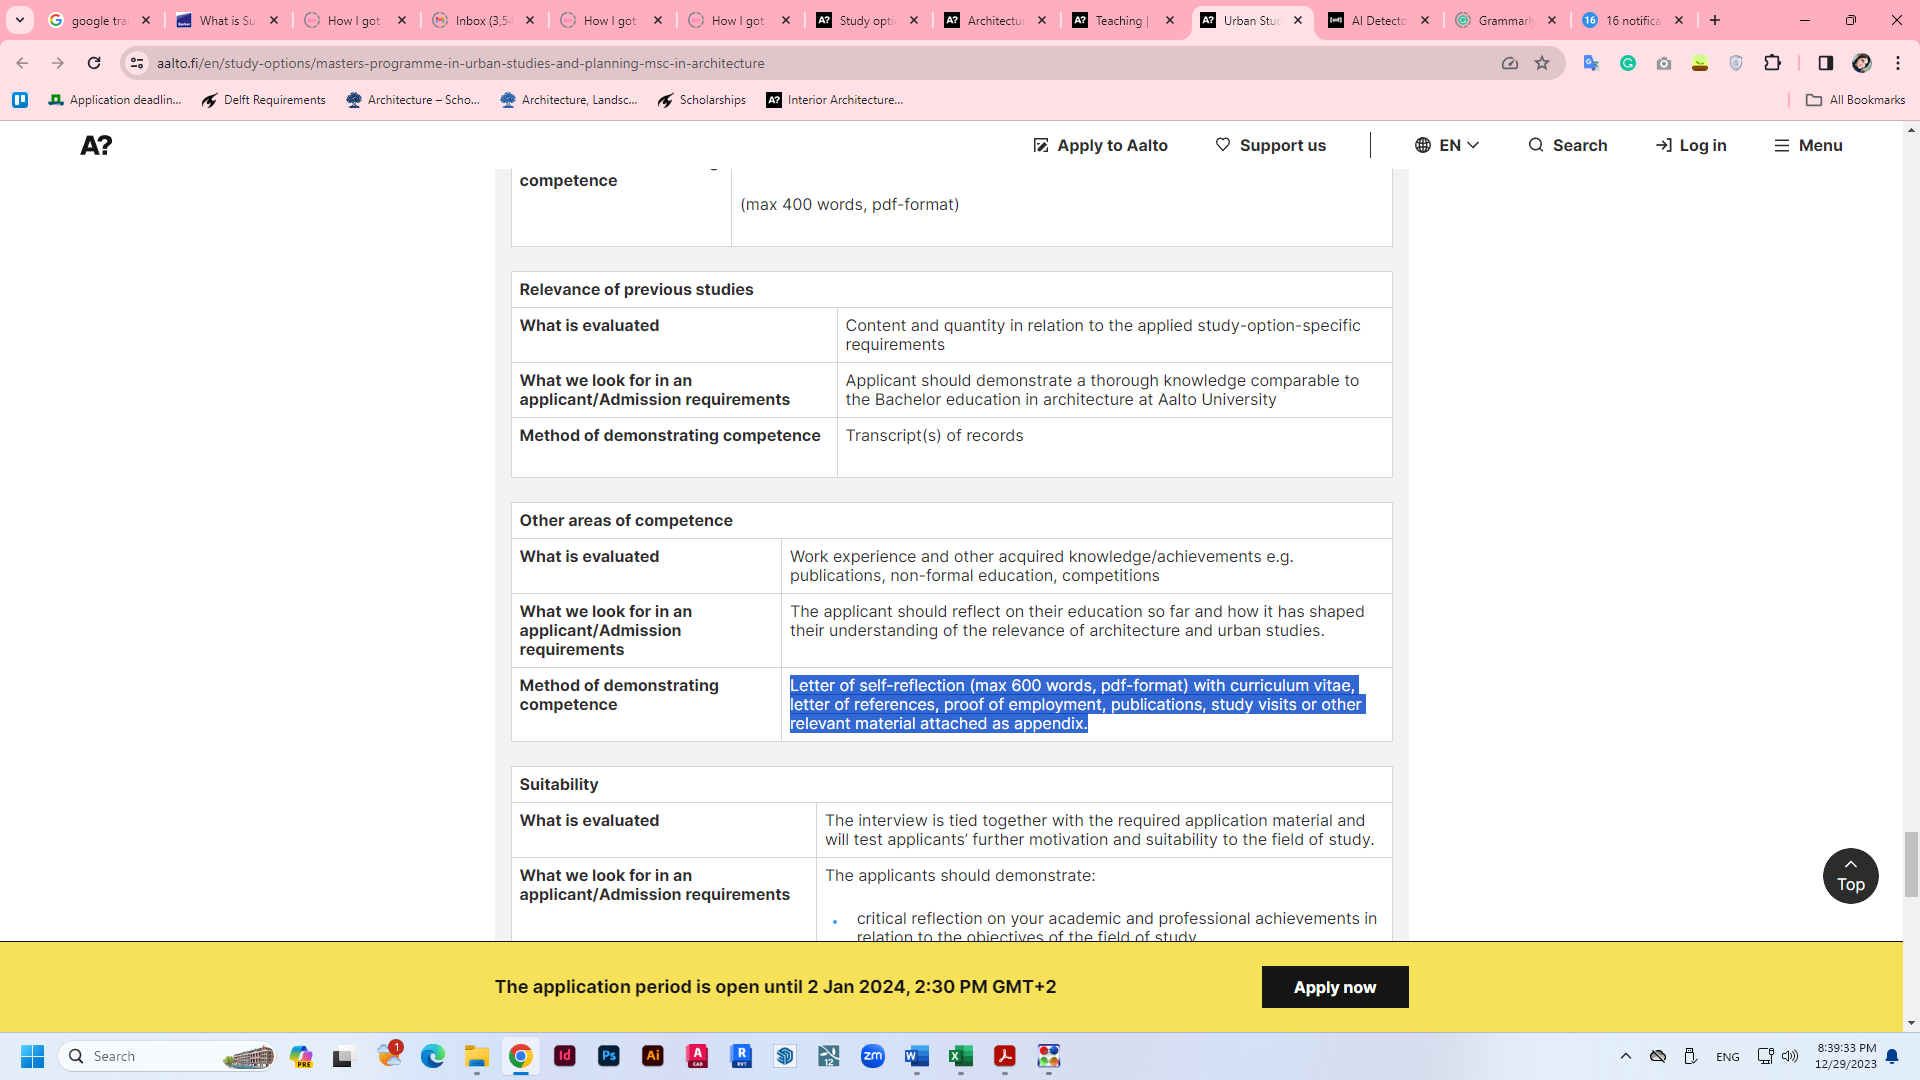 google tra
What is Su
How I got
Inbox (3,54
How I got
How I got
Study opti
Architectu
Teaching |
Urban Stud
AI Detecto
Grammarly
16 notifica
aalto.fi/en/study-options/masters-programme-in-urban-studies-and-planning-msc-in-architecture
Application deadlin...
Delft Requirements
Architecture – Scho...
Architecture, Landsc...
Scholarships
Interior Architecture...
All Bookmarks
A?
Apply to Aalto
Support us
EN
Search
Log in
Menu
competence
(max 400 words, pdf-format)
Relevance of previous studies
What is evaluated
Content and quantity in relation to the applied study-option-specific
requirements
What we look for in an
applicant/Admission requirements
Applicant should demonstrate a thorough knowledge comparable to
the Bachelor education in architecture at Aalto University
Method of demonstrating competence
Transcript(s) of records
Other areas of competence
What is evaluated
Work experience and other acquired knowledge/achievements e.g.
publications, non-formal education, competitions
What we look for in an
applicant/Admission
requirements
The applicant should reflect on their education so far and how it has shaped
their understanding of the relevance of architecture and urban studies.
Method of demonstrating
competence
Letter of self-reflection (max 600 words, pdf-format) with curriculum vitae,
letter of references, proof of employment, publications, study visits or other
relevant material attached as appendix.
Suitability
What is evaluated
The interview is tied together with the required application material and
will test applicants' further motivation and suitability to the field of study.
What we look for in an
applicant/Admission requirements
The applicants should demonstrate:
critical reflection on your academic and professional achievements in
relation to the objectives of the field of study
Top
The application period is open until 2 Jan 2024, 2:30 PM GMT+2
Apply now
Search
ENG
8:39:33 PM
12/29/2023